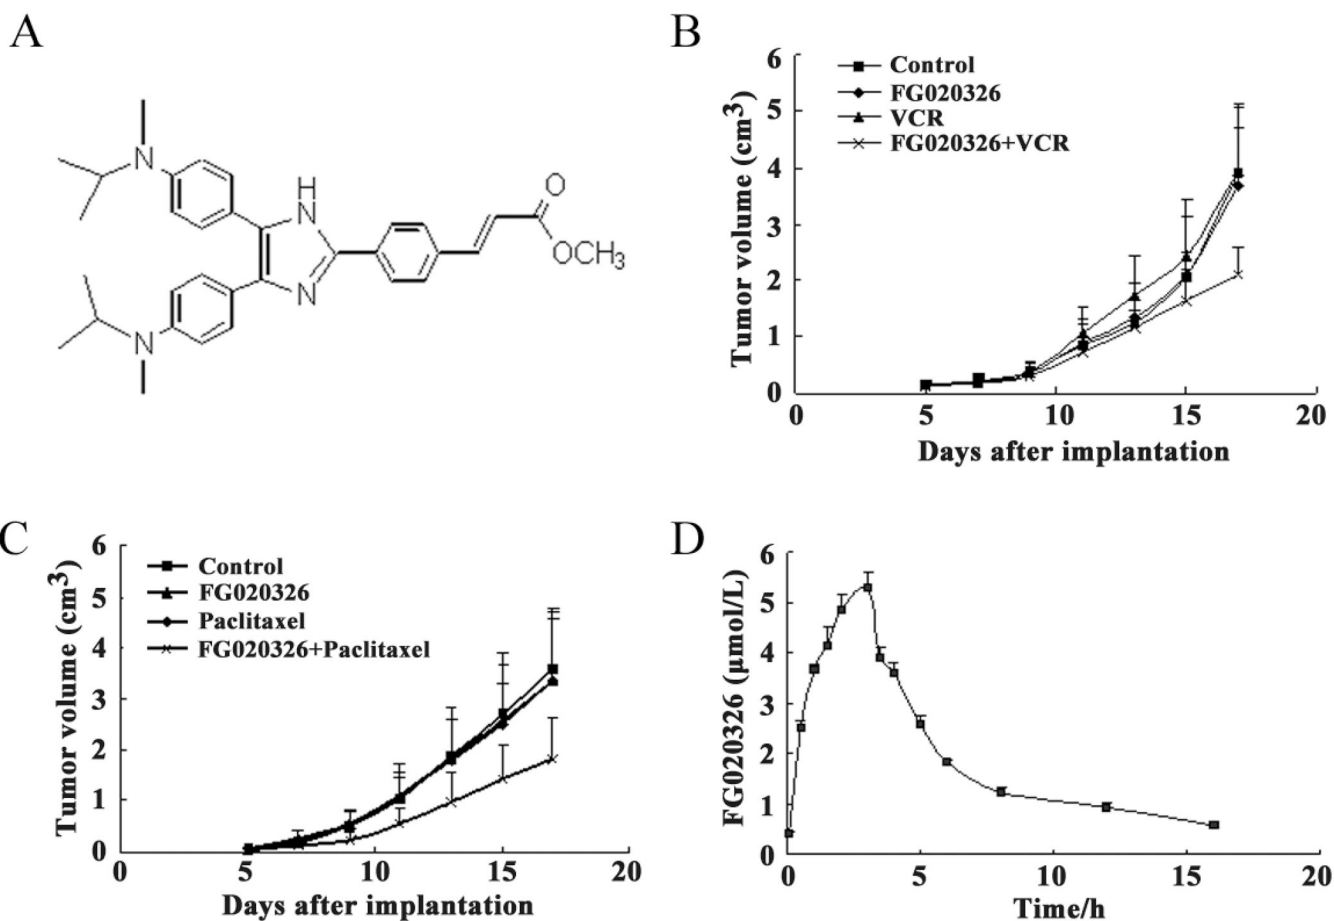 A
N
N
H
N
N
O
OCH3
B
Tumor volume (cm3)
6
5
4
3
2
1
0
Control
FG020326
VCR
FG020326+VCR
0 5 10 15 20
Days after implantation
C
Tumor volume (cm3)
6
5
4
3
2
1
0
Control
FG020326
Paclitaxel
FG020326+Paclitaxel
0 5 10 15 20
Days after implantation
D
FG020326 (μmol/L)
6
5
4
3
2
1
0
0 5 10 15 20
Time/h